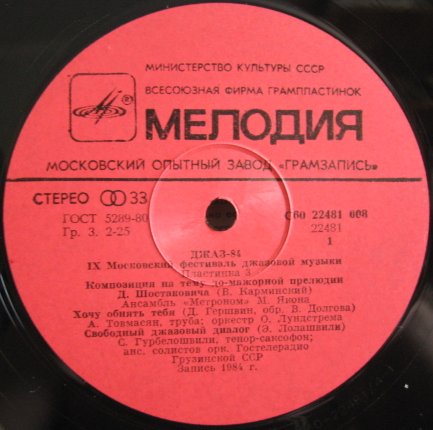 МИНИСТЕРСТВО КУЛЬТУРЫ СССР
ВСЕСОЮЗНАЯ ФИРМА ГРАМПЛАСТИНОК
МЕЛОДИЯ
МОСКОВСКИЙ ОПЫТНЫЙ ЗАВОД «ГРАМЗАПИСЬ»
СТЕРЕО 33
ГОСТ 5289-80 С60 22481 008
Гр. 3. 2-25 22481
1
ДЖАЗ-84
IX Московский фестиваль джазовой музыки
Пластинка 3
Композиция на тему до-мажорной прелюдии
Д. Шостаковича (В. Карминский)
Ансамбль «Метроном» М. Якона
Хочу обнять тебя (Д. Гершвин, обр. В. Долгова)
А. Товмасян, труба; оркестр О. Лундстрема
Свободный джазовый диалог (Э. Лолашвили)
С. Гурбелошвили, тенор-саксофон;
анс. солистов орк. Гостелерадио
Грузинской ССР
Запись 1984 г.